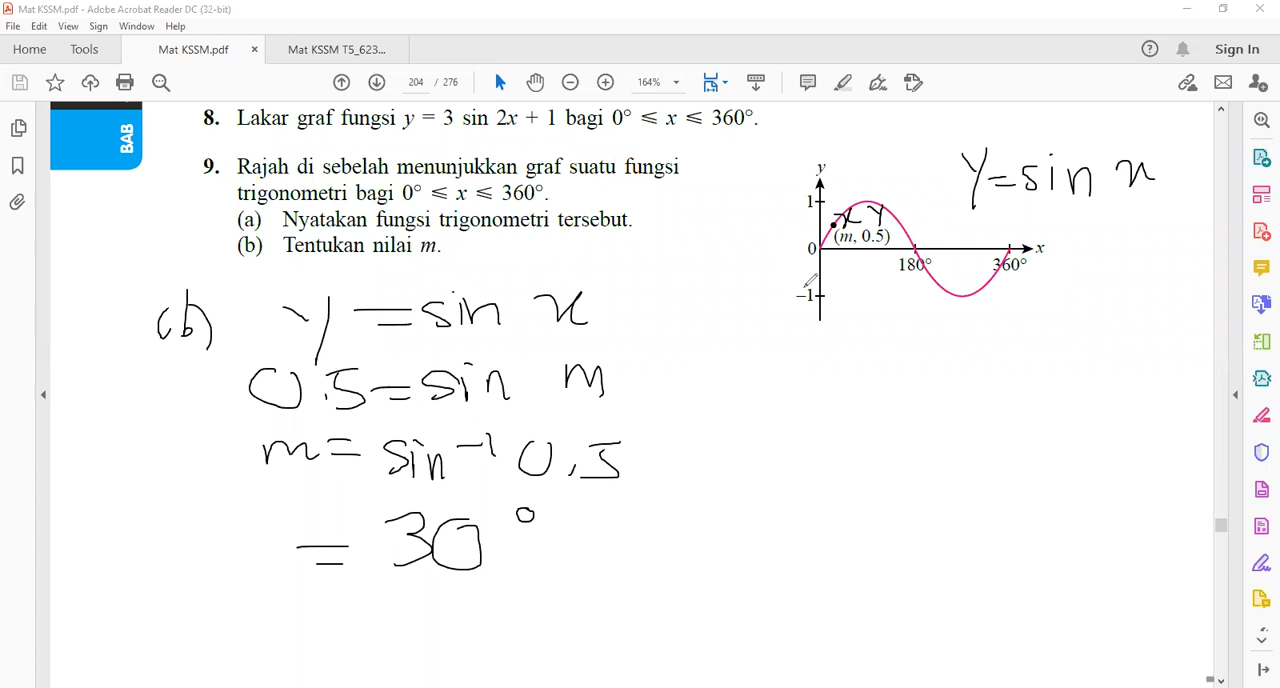 Mat KSSM.pdf - Adobe Acrobat Reader DC (32-bit)
File Edit View Sign Window Help
Home Tools Mat KSSM.pdf × Mat KSSM T5_623... Sign In
204 / 276 164%
BAB
8. Lakar graf fungsi y = 3 sin 2x + 1 bagi 0° ⩽ x ⩽ 360°.
9. Rajah di sebelah menunjukkan graf suatu fungsi
trigonometri bagi 0° ⩽ x ⩽ 360°.
(a) Nyatakan fungsi trigonometri tersebut.
(b) Tentukan nilai m.
y
1
x y
(m, 0.5)
0
180°
360°
x
–1
y = sin x
(b) y = sin x
0.5 = sin m
m = sin⁻¹ 0.5
= 30°